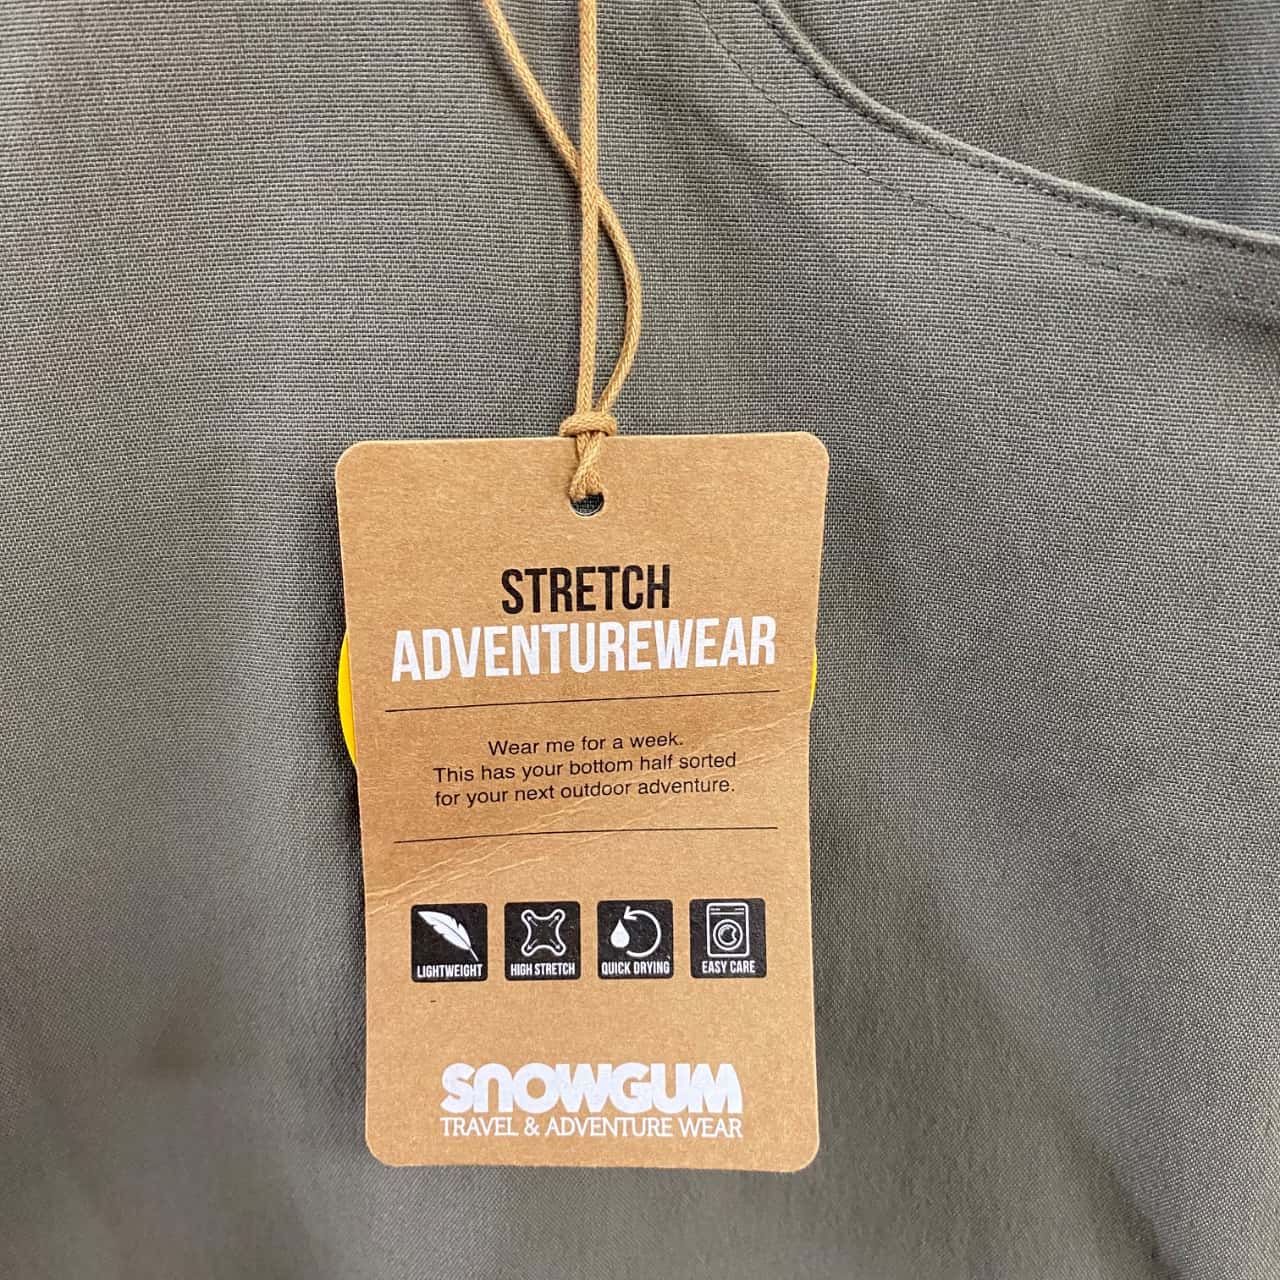 STRETCH
ADVENTUREWEAR
Wear me for a week.
This has your bottom half sorted
for your next outdoor adventure.
LIGHTWEIGHT HIGH STRETCH QUICK DRYING EASY CARE
SNOWGUM
TRAVEL & ADVENTURE WEAR